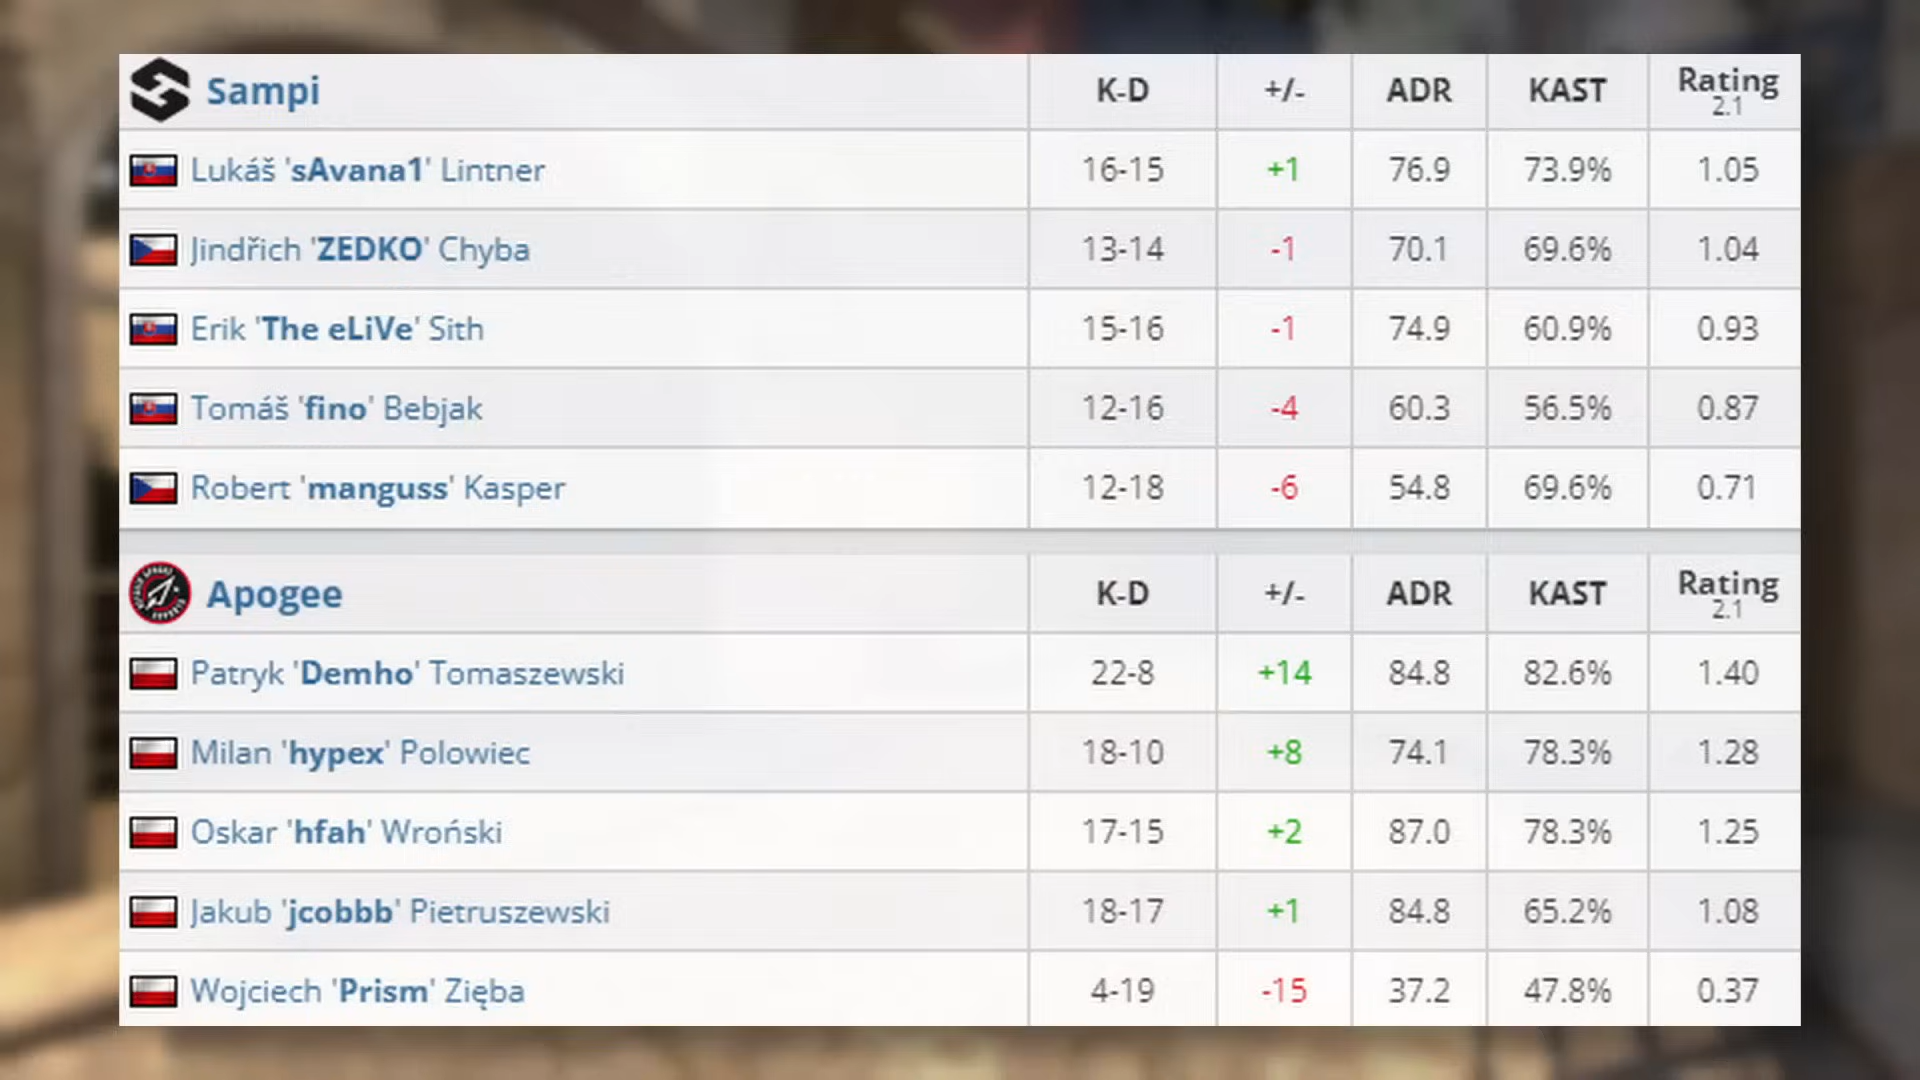 Sampi K-D +/- ADR KAST Rating 2.1
Lukáš 'sAvana1' Lintner 16-15 +1 76.9 73.9% 1.05
Jindřich 'ZEDKO' Chyba 13-14 -1 70.1 69.6% 1.04
Erik 'The eLiVe' Sith 15-16 -1 74.9 60.9% 0.93
Tomáš 'fino' Bebjak 12-16 -4 60.3 56.5% 0.87
Robert 'manguss' Kasper 12-18 -6 54.8 69.6% 0.71
Apogee K-D +/- ADR KAST Rating 2.1
Patryk 'Demho' Tomaszewski 22-8 +14 84.8 82.6% 1.40
Milan 'hypex' Polowiec 18-10 +8 74.1 78.3% 1.28
Oskar 'hfah' Wroński 17-15 +2 87.0 78.3% 1.25
Jakub 'jcobbb' Pietruszewski 18-17 +1 84.8 65.2% 1.08
Wojciech 'Prism' Zięba 4-19 -15 37.2 47.8% 0.37